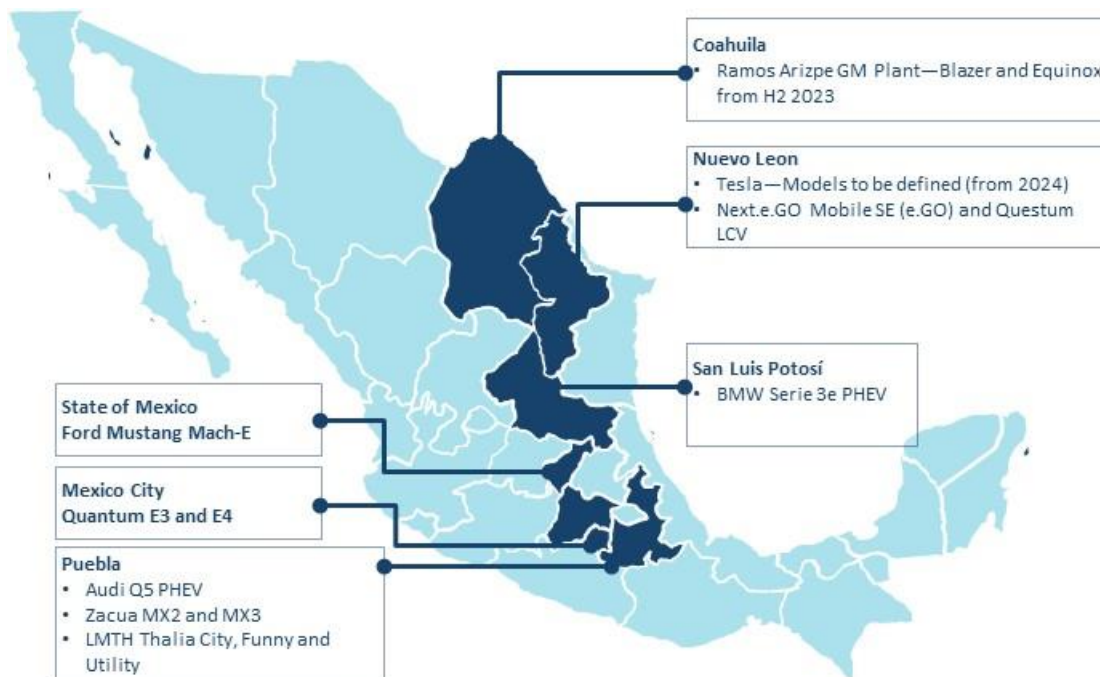 Coahuila
• Ramos Arizpe GM Plant—Blazer and Equinox
from H2 2023
Nuevo Leon
• Tesla—Models to be defined (from 2024)
• Next.e.GO Mobile SE (e.GO) and Questum
LCV
San Luis Potosí
• BMW Serie 3e PHEV
State of Mexico
Ford Mustang Mach-E
Mexico City
Quantum E3 and E4
Puebla
• Audi Q5 PHEV
• Zacua MX2 and MX3
• LMTH Thalia City, Funny and
Utility